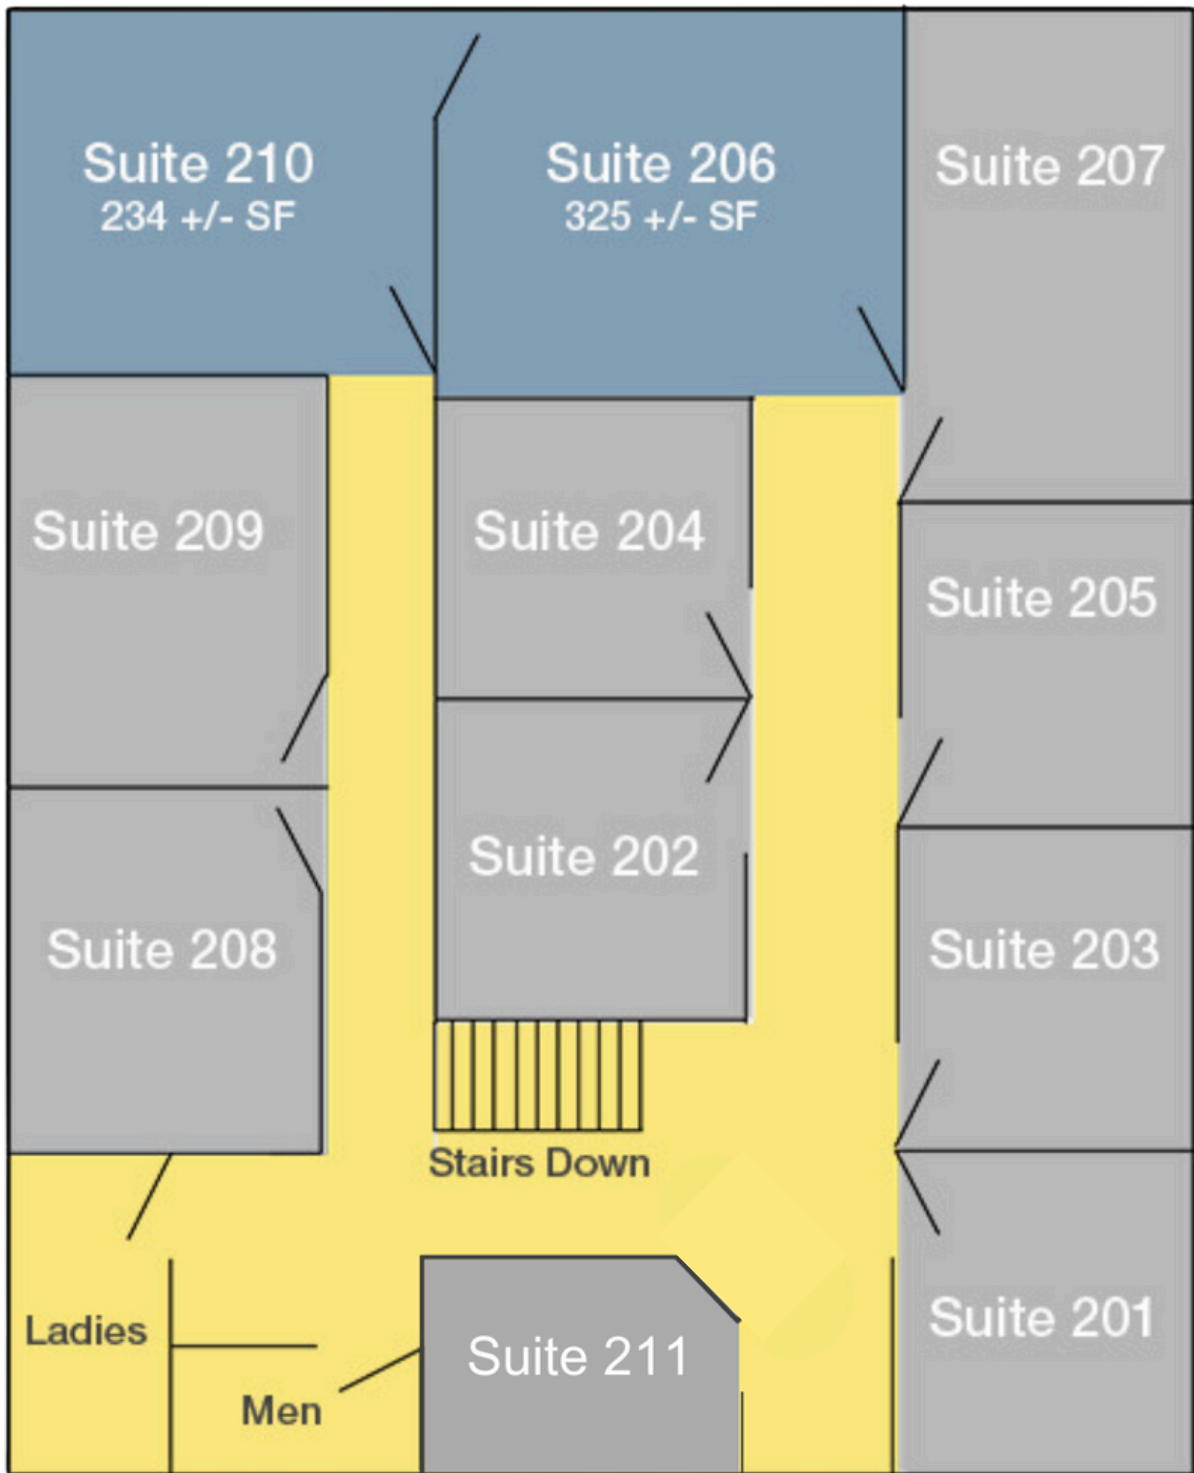 Suite 210
234 +/- SF
Suite 206
325 +/- SF
Suite 207
Suite 209
Suite 204
Suite 205
Suite 202
Suite 208
Suite 203
Stairs Down
Ladies
Men
Suite 211
Suite 201